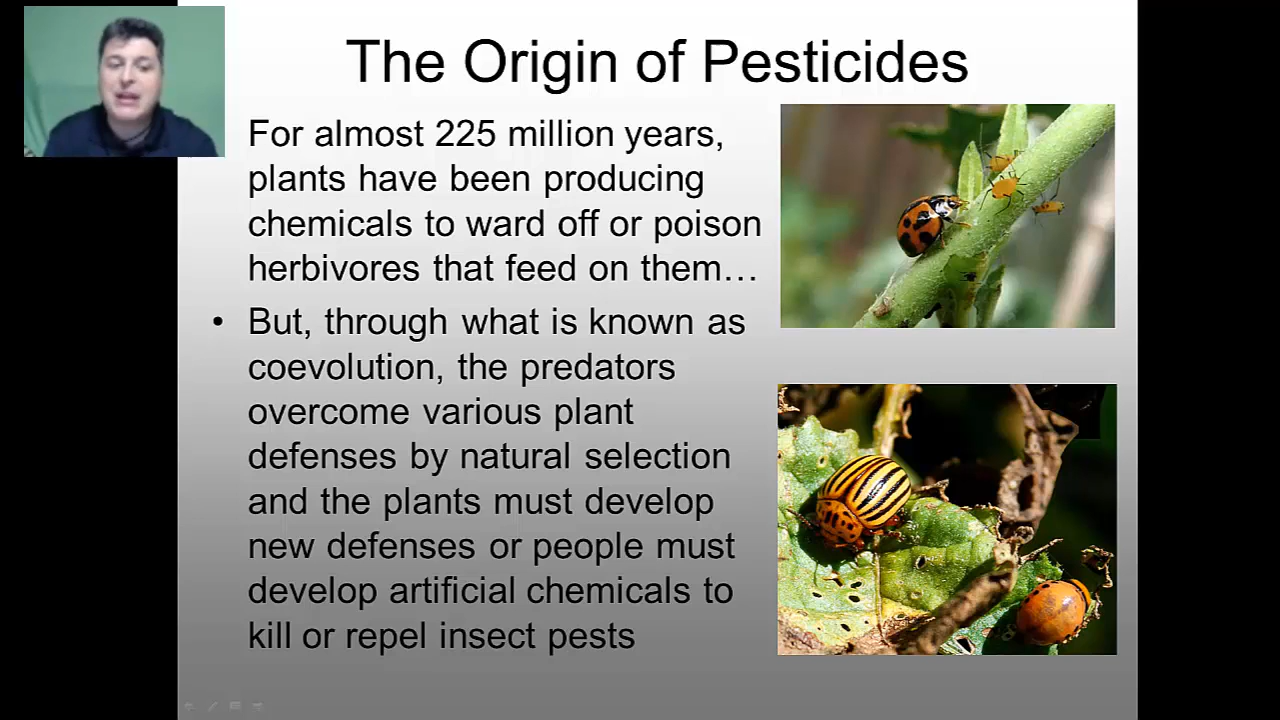 The Origin of Pesticides
For almost 225 million years,
plants have been producing
chemicals to ward off or poison
herbivores that feed on them…
• But, through what is known as
coevolution, the predators
overcome various plant
defenses by natural selection
and the plants must develop
new defenses or people must
develop artificial chemicals to
kill or repel insect pests